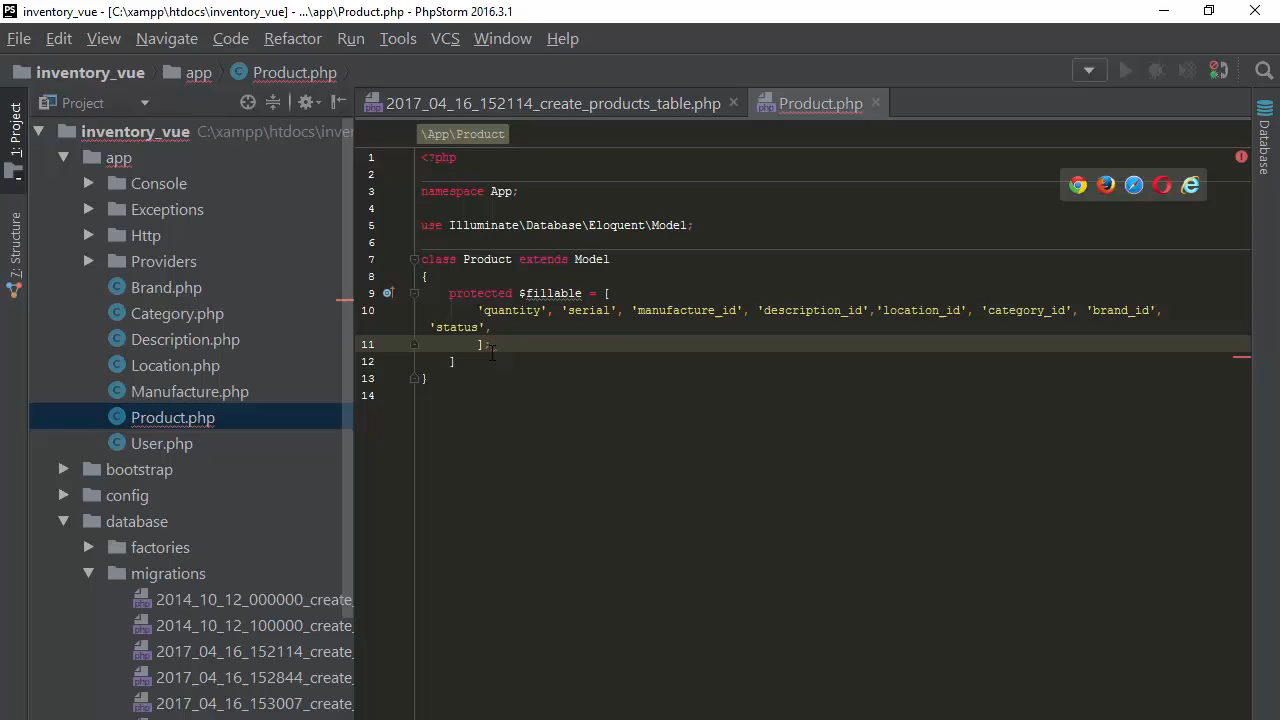 inventory_vue - [C:\xampp\htdocs\inventory_vue] - ...\app\Product.php - PhpStorm 2016.3.1
File Edit View Navigate Code Refactor Run Tools VCS Window Help
inventory_vue app Product.php
Project
2017_04_16_152114_create_products_table.php
Product.php
1: Project
7: Structure
Database
inventory_vue C:\xampp\htdocs\inve
app
Console
Exceptions
Http
Providers
Brand.php
Category.php
Description.php
Location.php
Manufacture.php
Product.php
User.php
bootstrap
config
database
factories
migrations
2014_10_12_000000_create_
2014_10_12_100000_create_
2017_04_16_152114_create_
2017_04_16_152844_create_
2017_04_16_153007_create_
\App\Product
1 <?php
2
3 namespace App;
4
5 use Illuminate\Database\Eloquent\Model;
6
7 class Product extends Model
8 {
9 protected $fillable = [
10 'quantity', 'serial', 'manufacture_id', 'description_id','location_id', 'category_id', 'brand_id',
'status',
11 ];
12 ]
13 }
14